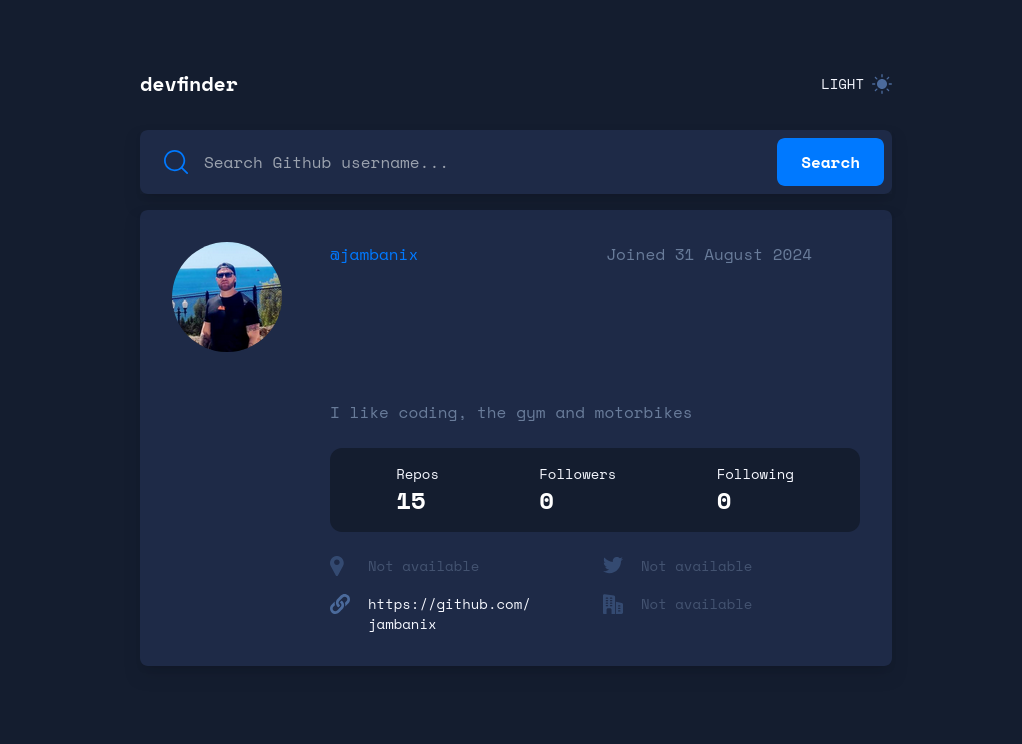 devfinder
LIGHT
Search Github username...
Search
@jambanix
Joined 31 August 2024
I like coding, the gym and motorbikes
Repos
Followers
Following
15
0
0
Not available
Not available
https://github.com/
jambanix
Not available